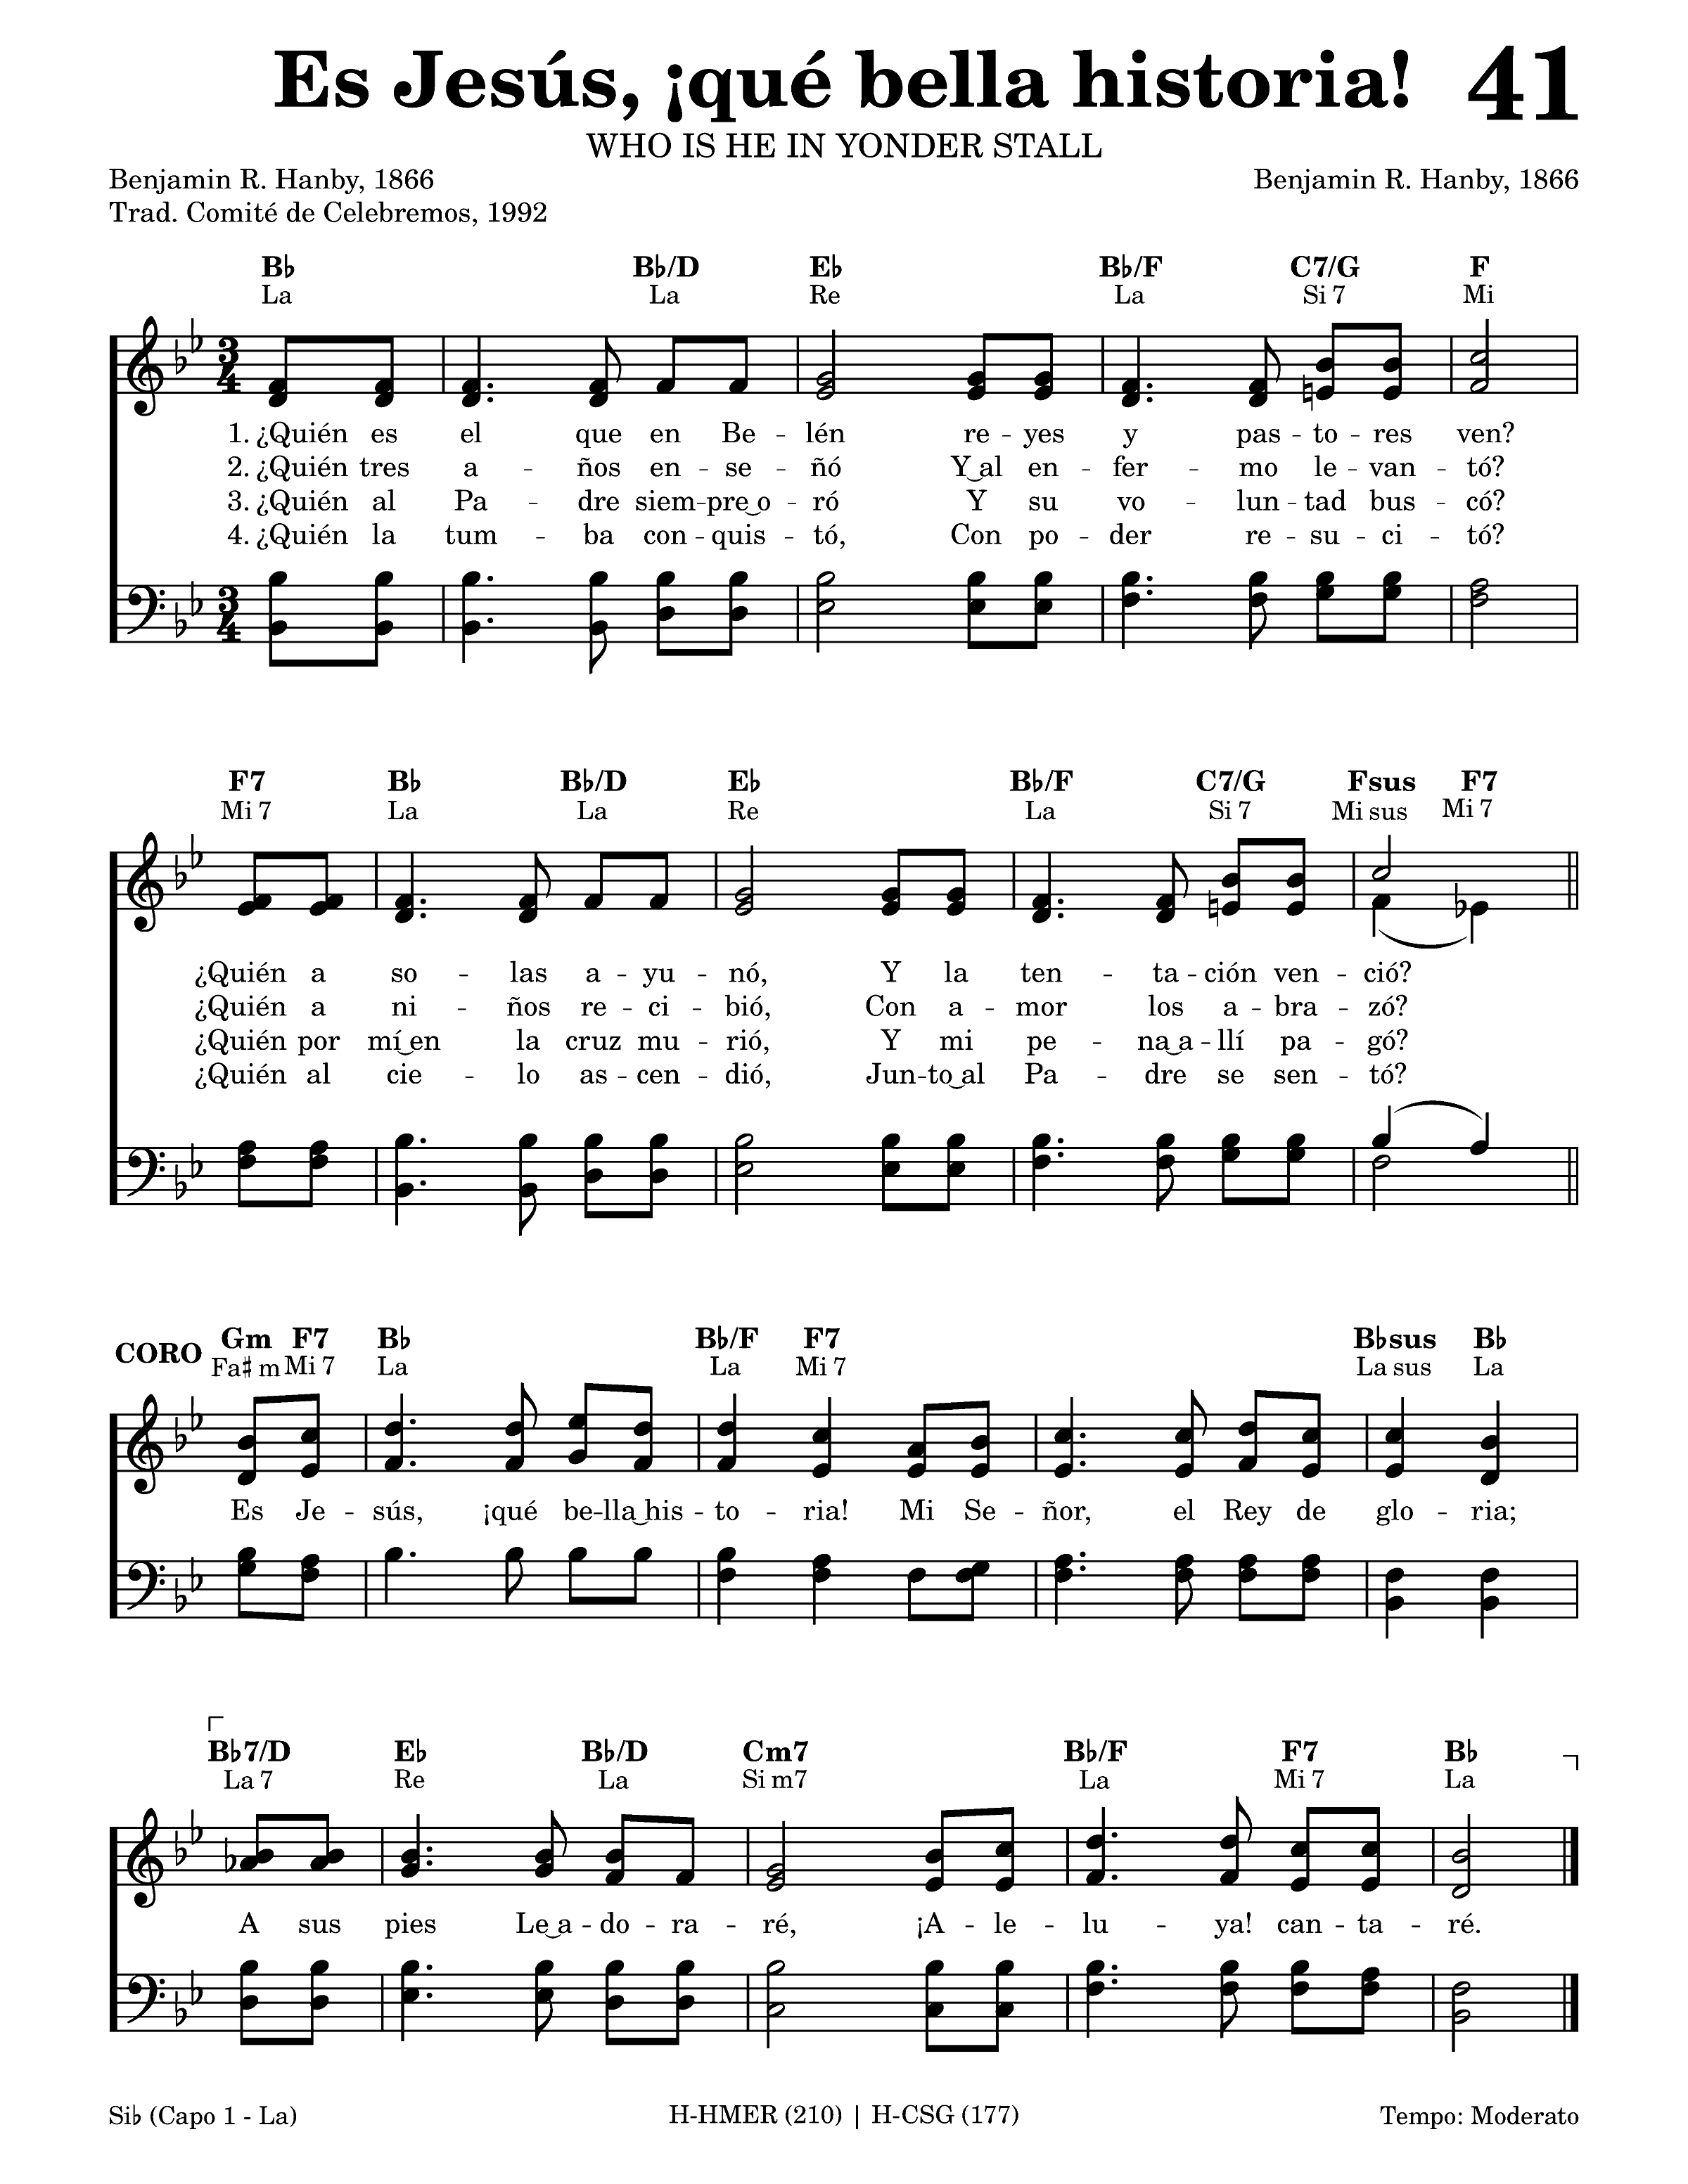 Es Jesús, ¡qué bella historia! 41
WHO IS HE IN YONDER STALL
Benjamin R. Hanby, 1866 Benjamin R. Hanby, 1866
Trad. Comité de Celebremos, 1992
B♭ B♭/D E♭ B♭/F C7/G F
La La Re La Si 7 Mi
3 4
1. ¿Quién es el que en Be - lén re - yes y pas - to - res ven?
2. ¿Quién tres a - ños en - se - ñó Y‿al en - fer - mo le - van - tó?
3. ¿Quién al Pa - dre siem - pre‿o - ró Y su vo - lun - tad bus - có?
4. ¿Quién la tum - ba con - quis - tó, Con po - der re - su - ci - tó?
3 4
F7 B♭ B♭/D E♭ B♭/F C7/G Fsus F7
Mi 7 La La Re La Si 7 Mi sus Mi 7
¿Quién a so - las a - yu - nó, Y la ten - ta - ción ven - ció?
¿Quién a ni - ños re - ci - bió, Con a - mor los a - bra - zó?
¿Quién por mí‿en la cruz mu - rió, Y mi pe - na‿a - llí pa - gó?
¿Quién al cie - lo as - cen - dió, Jun - to‿al Pa - dre se sen - tó?
CORO Gm F7 B♭ B♭/F F7 B♭sus B♭
Fa♯ m Mi 7 La La Mi 7 La sus La
Es Je - sús, ¡qué be - lla‿his - to - ria! Mi Se - ñor, el Rey de glo - ria;
B♭7/D E♭ B♭/D Cm7 B♭/F F7 B♭
La 7 Re La Si m7 La Mi 7 La
A sus pies Le‿a - do - ra - ré, ¡A - le - lu - ya! can - ta - ré.
Si♭ (Capo 1 - La) H-HMER (210) | H-CSG (177) Tempo: Moderato